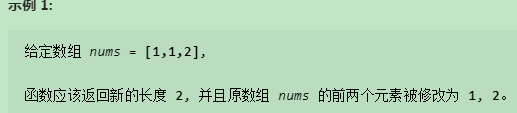 示例 1:
给定数组 nums = [1,1,2],
函数应该返回新的长度 2, 并且原数组 nums 的前两个元素被修改为 1, 2。